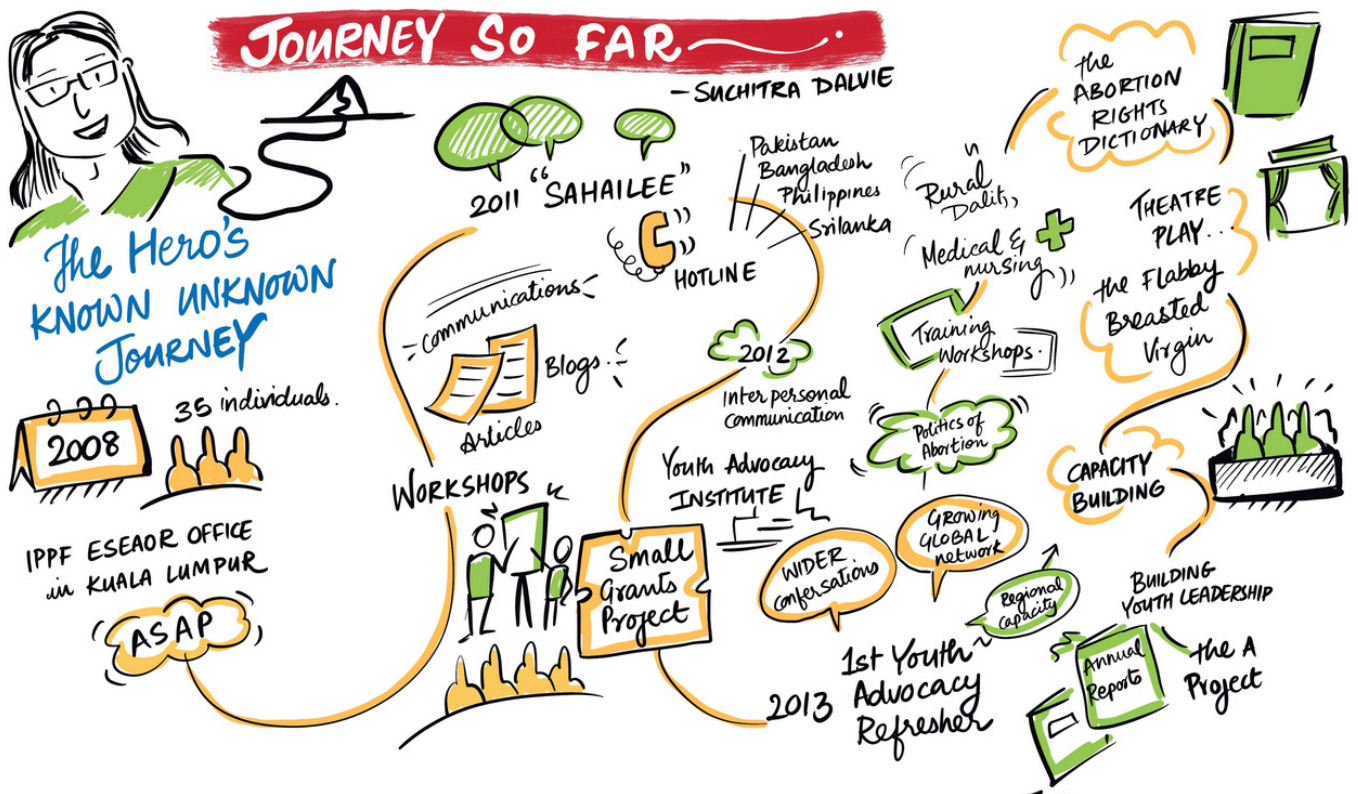 JOURNEY SO FAR
- SUCHITRA DALVIE
The Hero's
KNOWN UNKNOWN
JOURNEY
2008
35 individuals.
IPPF ESEAOR OFFICE
in KUALA LUMPUR
ASAP
2011 "SAHAILEE"
HOTLINE
communications
Blogs
Articles
WORKSHOPS
Small
Grants
Project
Pakistan
Bangladesh
Philippines
Srilanka
2012
Inter personal
communication
Youth Advocacy
INSTITUTE
WIDER
Confersations
2013
1st Youth
Advocacy
Refresher
Regional
capacity
GROWING
GLOBAL
network
Politics of
Abortion
Training
Workshops.
Medical &
nursing
Rural
Dalits
the
ABORTION
RIGHTS
DICTIONARY
THEATRE
PLAY...
the Flabby
Breasted
Virgin
CAPACITY
BUILDING
BUILDING
YOUTH LEADERSHIP
the A
Project
Annual
Reports